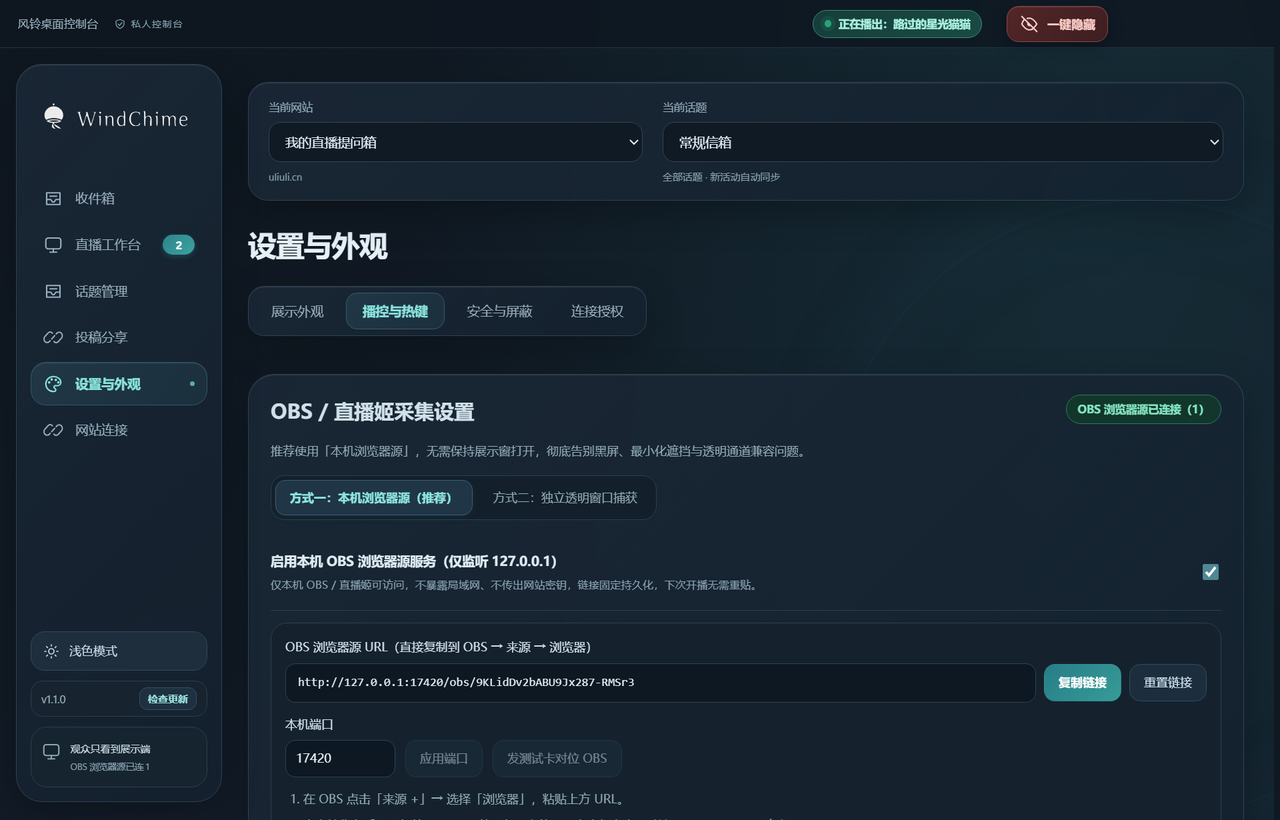 风铃桌面控制台
私人控制台
正在播出：路过的星光猫猫
一键隐藏
WindChime
收件箱
直播工作台
2
话题管理
投稿分享
设置与外观
网站连接
浅色模式
v1.1.0
检查更新
观众只看到展示端
OBS 浏览器源已连 1
当前网站
我的直播提问箱
uliuli.cn
当前话题
常规信箱
全部话题 · 新活动自动同步
设置与外观
展示外观
播控与热键
安全与屏蔽
连接授权
OBS / 直播姬采集设置
OBS 浏览器源已连接（1）
推荐使用「本机浏览器源」，无需保持展示窗打开，彻底告别黑屏、最小化遮挡与透明通道兼容问题。
方式一：本机浏览器源（推荐）
方式二：独立透明窗口捕获
启用本机 OBS 浏览器源服务（仅监听 127.0.0.1）
仅本机 OBS / 直播姬可访问，不暴露局域网、不传出网站密钥，链接固定持久化，下次开播无需重贴。
OBS 浏览器源 URL（直接复制到 OBS → 来源 → 浏览器）
http://127.0.0.1:17420/obs/9KLidDv2bABU9Jx287-RMSr3
复制链接
重置链接
本机端口
17420
应用端口
发测试卡对位 OBS
1. 在 OBS 点击「来源 +」→ 选择「浏览器」，粘贴上方 URL。